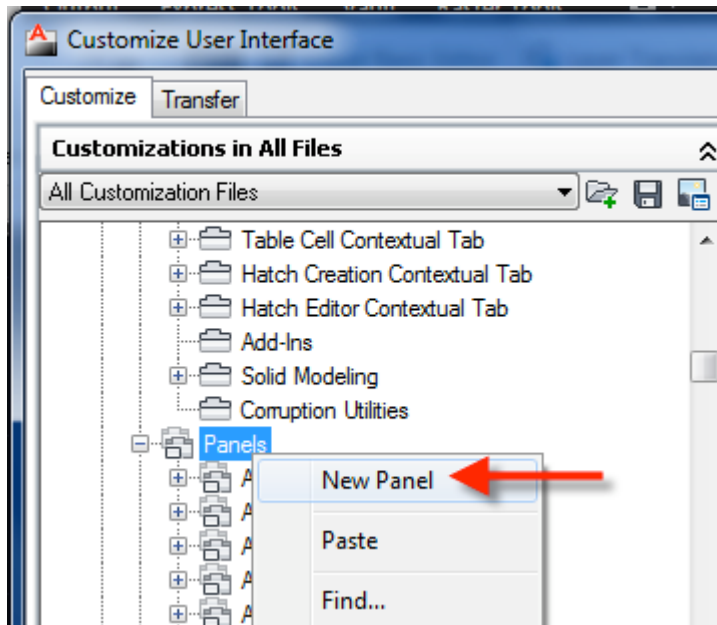 Customize User Interface
Customize Transfer
Customizations in All Files
All Customization Files
Table Cell Contextual Tab
Hatch Creation Contextual Tab
Hatch Editor Contextual Tab
Add-Ins
Solid Modeling
Corruption Utilities
Panels
A
New Panel
A
A
Paste
A
A
Find...